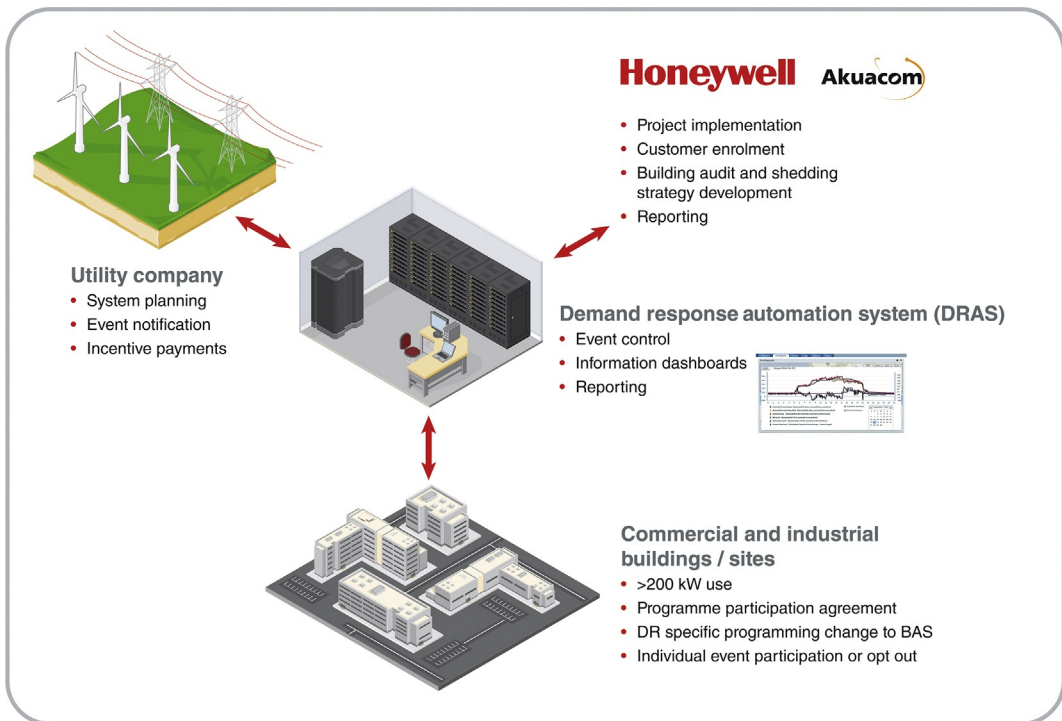 Honeywell Akuacom
• Project implementation
• Customer enrolment
• Building audit and shedding
strategy development
• Reporting
Utility company
• System planning
• Event notification
• Incentive payments
Demand response automation system (DRAS)
• Event control
• Information dashboards
• Reporting
Commercial and industrial
buildings / sites
• >200 kW use
• Programme participation agreement
• DR specific programming change to BAS
• Individual event participation or opt out